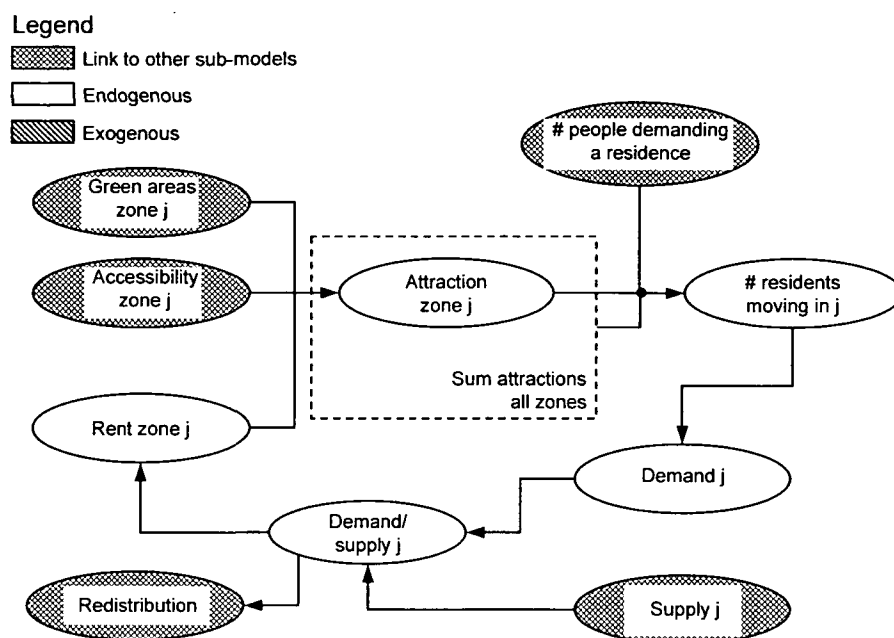 Legend
Link to other sub-models
Endogenous
Exogenous
# people demanding
a residence
Green areas
zone j
Accessibility
zone j
Attraction
zone j
# residents
moving in j
Sum attractions
all zones
Rent zone j
Demand j
Demand/
supply j
Redistribution
Supply j